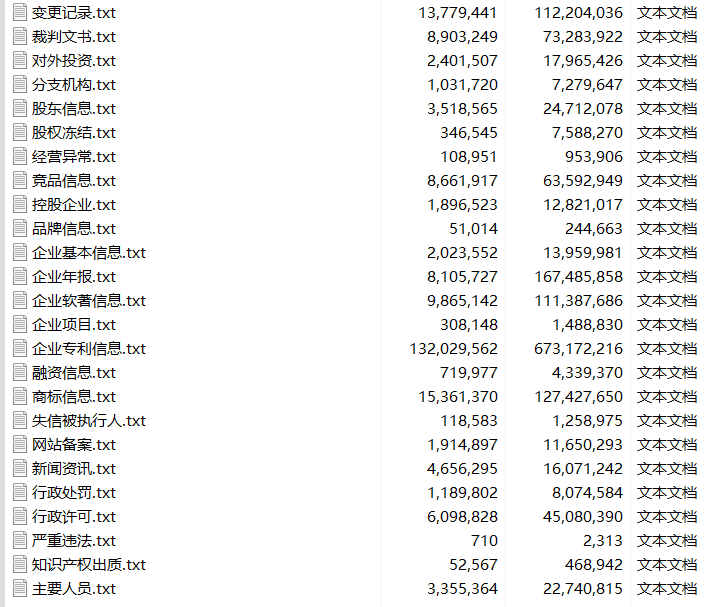 变更记录.txt 13,779,441 112,204,036 文本文档
裁判文书.txt 8,903,249 73,283,922 文本文档
对外投资.txt 2,401,507 17,965,426 文本文档
分支机构.txt 1,031,720 7,279,647 文本文档
股东信息.txt 3,518,565 24,712,078 文本文档
股权冻结.txt 346,545 7,588,270 文本文档
经营异常.txt 108,951 953,906 文本文档
竞品信息.txt 8,661,917 63,592,949 文本文档
控股企业.txt 1,896,523 12,821,017 文本文档
品牌信息.txt 51,014 244,663 文本文档
企业基本信息.txt 2,023,552 13,959,981 文本文档
企业年报.txt 8,105,727 167,485,858 文本文档
企业软著信息.txt 9,865,142 111,387,686 文本文档
企业项目.txt 308,148 1,488,830 文本文档
企业专利信息.txt 132,029,562 673,172,216 文本文档
融资信息.txt 719,977 4,339,370 文本文档
商标信息.txt 15,361,370 127,427,650 文本文档
失信被执行人.txt 118,583 1,258,975 文本文档
网站备案.txt 1,914,897 11,650,293 文本文档
新闻资讯.txt 4,656,295 16,071,242 文本文档
行政处罚.txt 1,189,802 8,074,584 文本文档
行政许可.txt 6,098,828 45,080,390 文本文档
严重违法.txt 710 2,313 文本文档
知识产权出质.txt 52,567 468,942 文本文档
主要人员.txt 3,355,364 22,740,815 文本文档